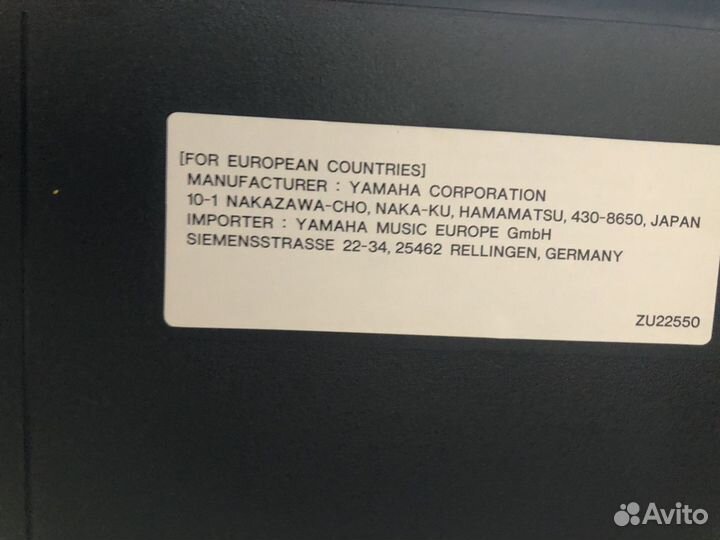 [FOR EUROPEAN COUNTRIES]
MANUFACTURER : YAMAHA CORPORATION
10-1 NAKAZAWA-CHO, NAKA-KU, HAMAMATSU, 430-8650, JAPAN
IMPORTER : YAMAHA MUSIC EUROPE GmbH
SIEMENSSTRASSE 22-34, 25462 RELLINGEN, GERMANY
ZU22550
Avito